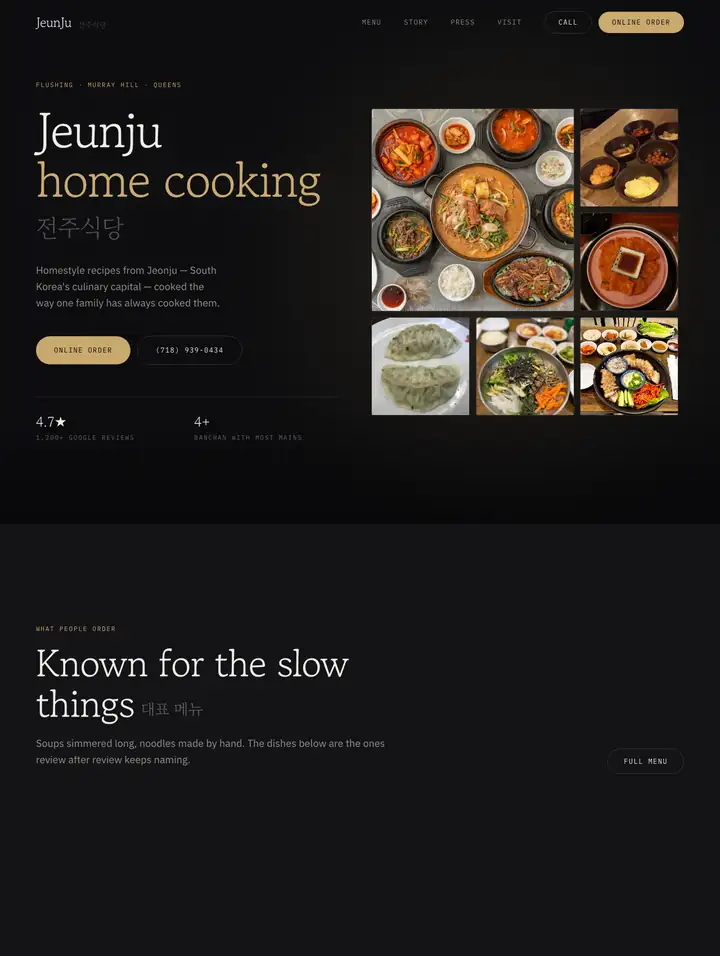 JeunJu 전주식당
MENU STORY PRESS VISIT CALL ONLINE ORDER
FLUSHING · MURRAY HILL · QUEENS
Jeunju
home cooking
전주식당
Homestyle recipes from Jeonju — South
Korea's culinary capital — cooked the
way one family has always cooked them.
ONLINE ORDER (718) 939-0434
4.7★ 4+
1,200+ GOOGLE REVIEWS BANCHAN WITH MOST MAINS
WHAT PEOPLE ORDER
Known for the slow
things 대표 메뉴
Soups simmered long, noodles made by hand. The dishes below are the ones
review after review keeps naming.
FULL MENU